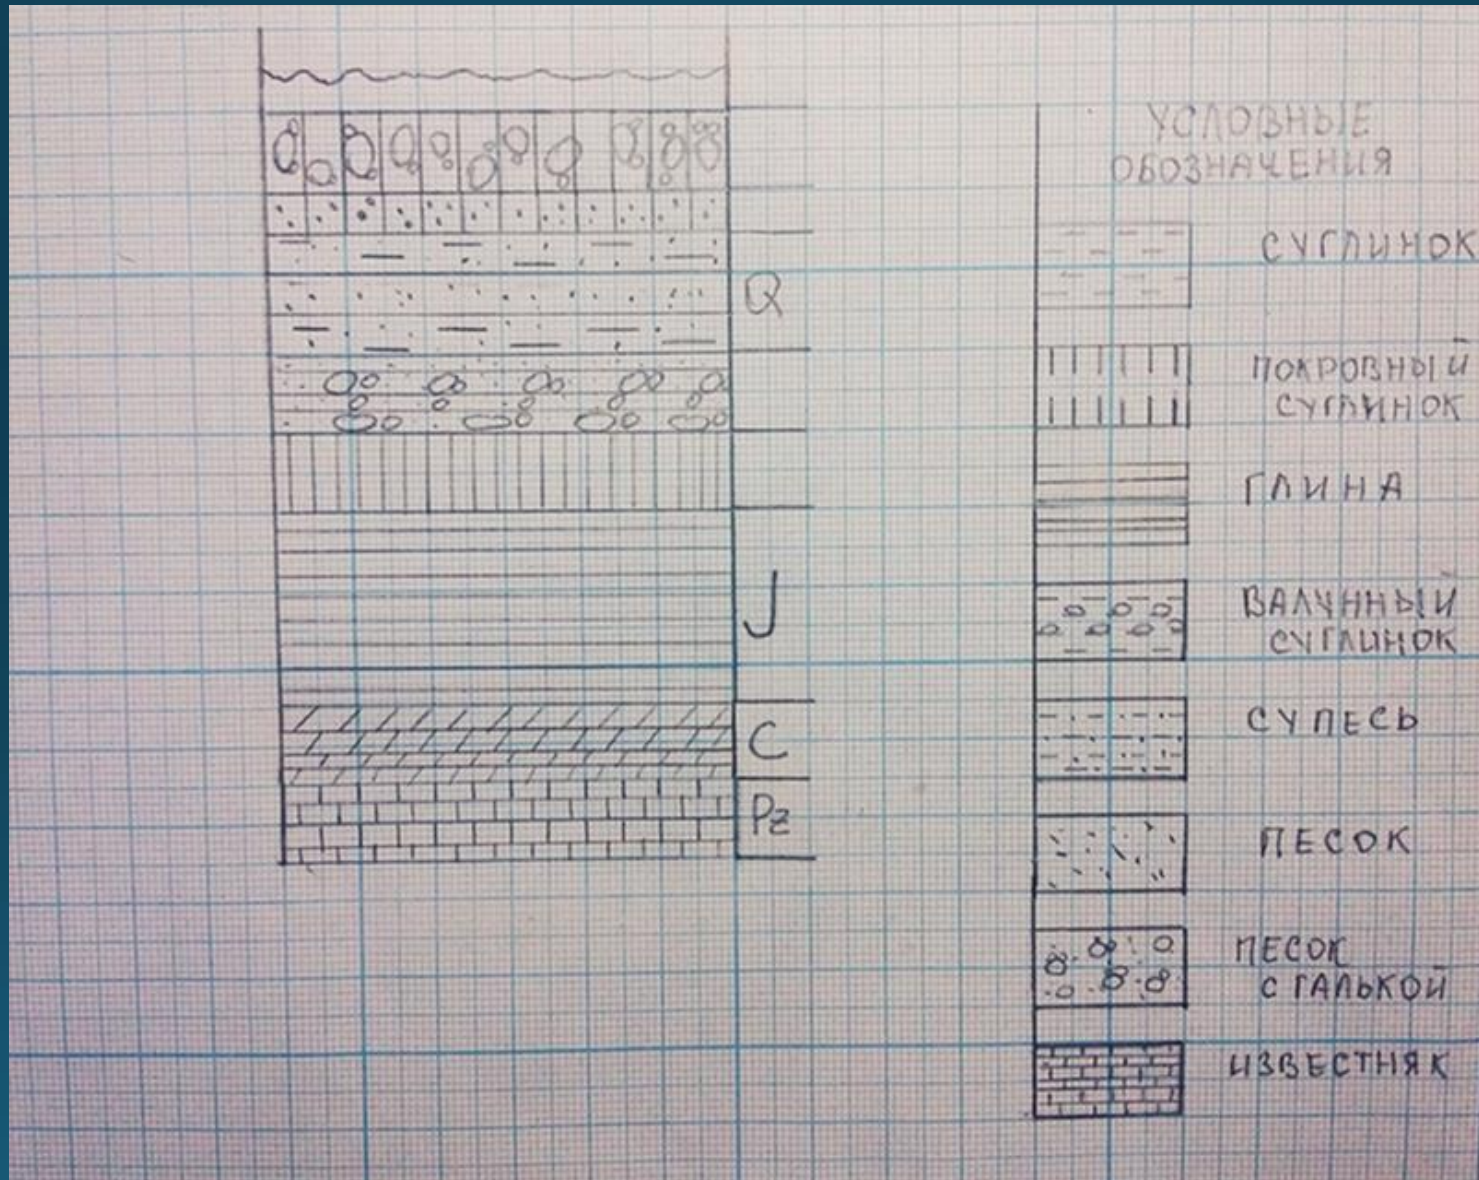 Q
J
C
Pz
УСЛОВНЫЕ
ОБОЗНАЧЕНИЯ
СУГЛИНОК
ПОКРОВНЫЙ
СУГЛИНОК
ГЛИНА
ВАЛУННЫЙ
СУГЛИНОК
СУПЕСЬ
ПЕСОК
ПЕСОК
С ГАЛЬКОЙ
ИЗВЕСТНЯК